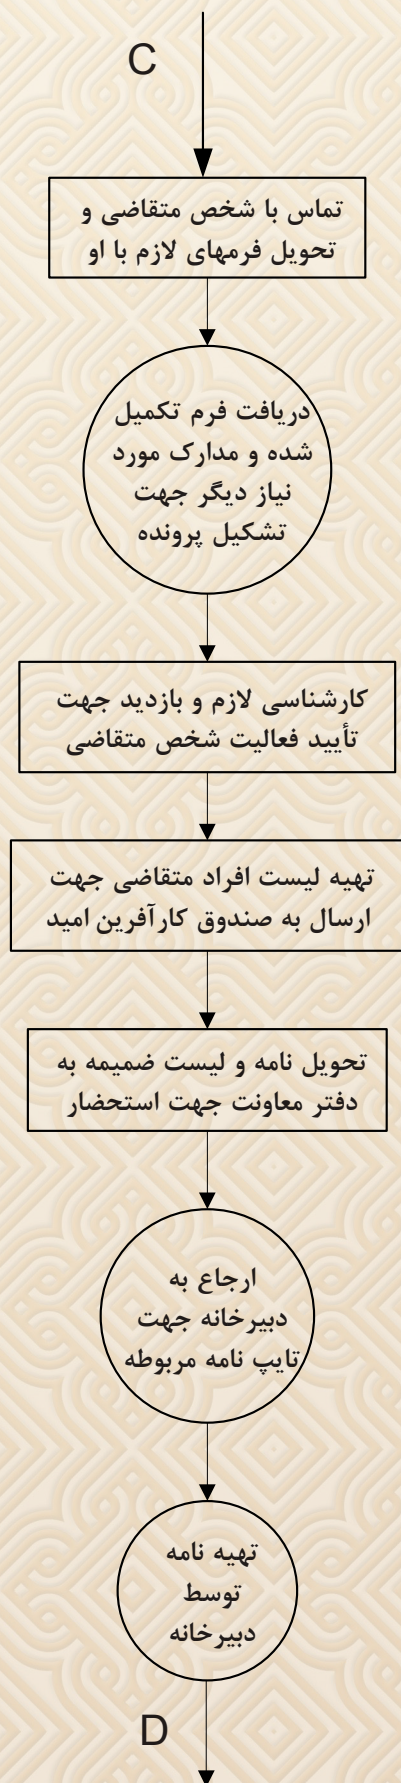 C
تماس با شخص متقاضی و
تحویل فرمهای لازم با او
دریافت فرم تکمیل
شده و مدارک مورد
نیاز دیگر جهت
تشکیل پرونده
کارشناسی لازم و بازدید جهت
تأیید فعالیت شخص متقاضی
تهیه لیست افراد متقاضی جهت
ارسال به صندوق کارآفرین امید
تحویل نامه و لیست ضمیمه به
دفتر معاونت جهت استحضار
ارجاع به
دبیرخانه جهت
تایپ نامه مربوطه
تهیه نامه
توسط
دبیرخانه
D